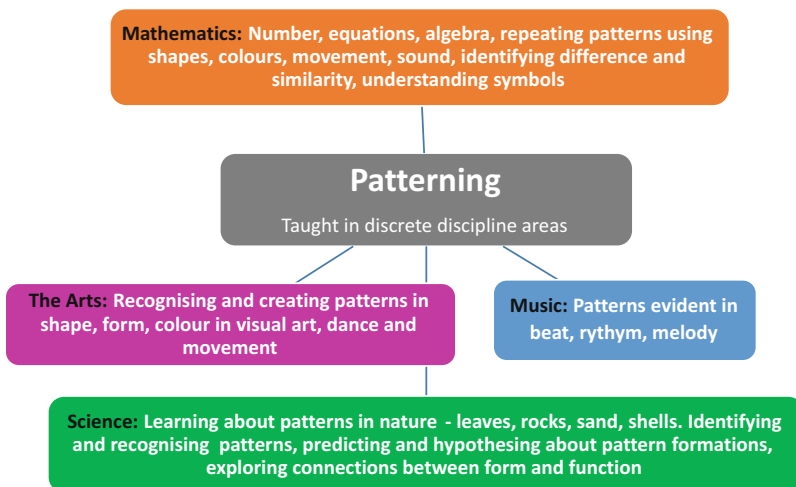 Mathematics: Number, equations, algebra, repeating patterns using
shapes, colours, movement, sound, identifying difference and
similarity, understanding symbols
Patterning
Taught in discrete discipline areas
The Arts: Recognising and creating patterns in
shape, form, colour in visual art, dance and
movement
Music: Patterns evident in
beat, rythym, melody
Science: Learning about patterns in nature - leaves, rocks, sand, shells. Identifying
and recognising patterns, predicting and hypothesing about pattern formations,
exploring connections between form and function